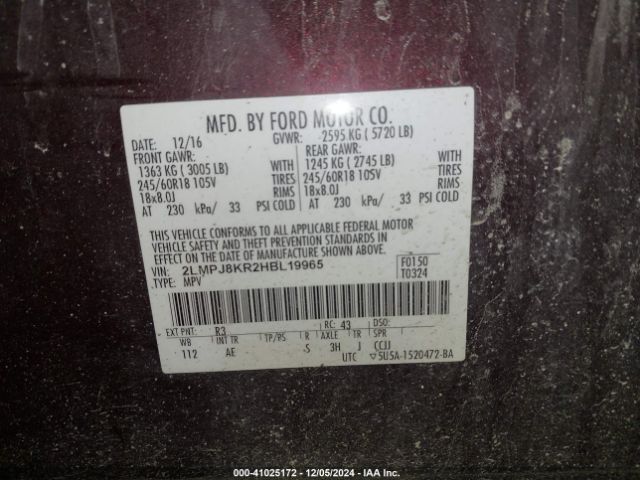 MFD. BY FORD MOTOR CO.
DATE: 12/16 GVWR: 2595 KG ( 5720 LB)
FRONT GAWR: REAR GAWR:
1363 KG ( 3005 LB) WITH 1245 KG ( 2745 LB) WITH
245/60R18 105V TIRES 245/60R18 105V TIRES
18x8.0J RIMS 18x8.0J RIMS
AT 230 kPa/ 33 PSI COLD AT 230 kPa/ 33 PSI COLD
THIS VEHICLE CONFORMS TO ALL APPLICABLE FEDERAL MOTOR
VEHICLE SAFETY AND THEFT PREVENTION STANDARDS IN
EFFECT ON THE DATE OF MANUFACTURE SHOWN ABOVE.
VIN: 2LMPJ8KR2HBL19965 F0150
TYPE: MPV T0324
EXT PNT: R3 RC: 43 DSO:
WB INT TR TP/PS R AXLE TR SPR
112 AE S 3H J CCJJ
UTC 5U5A-1520472-BA
000-41025172 - 12/05/2024 - IAA Inc.